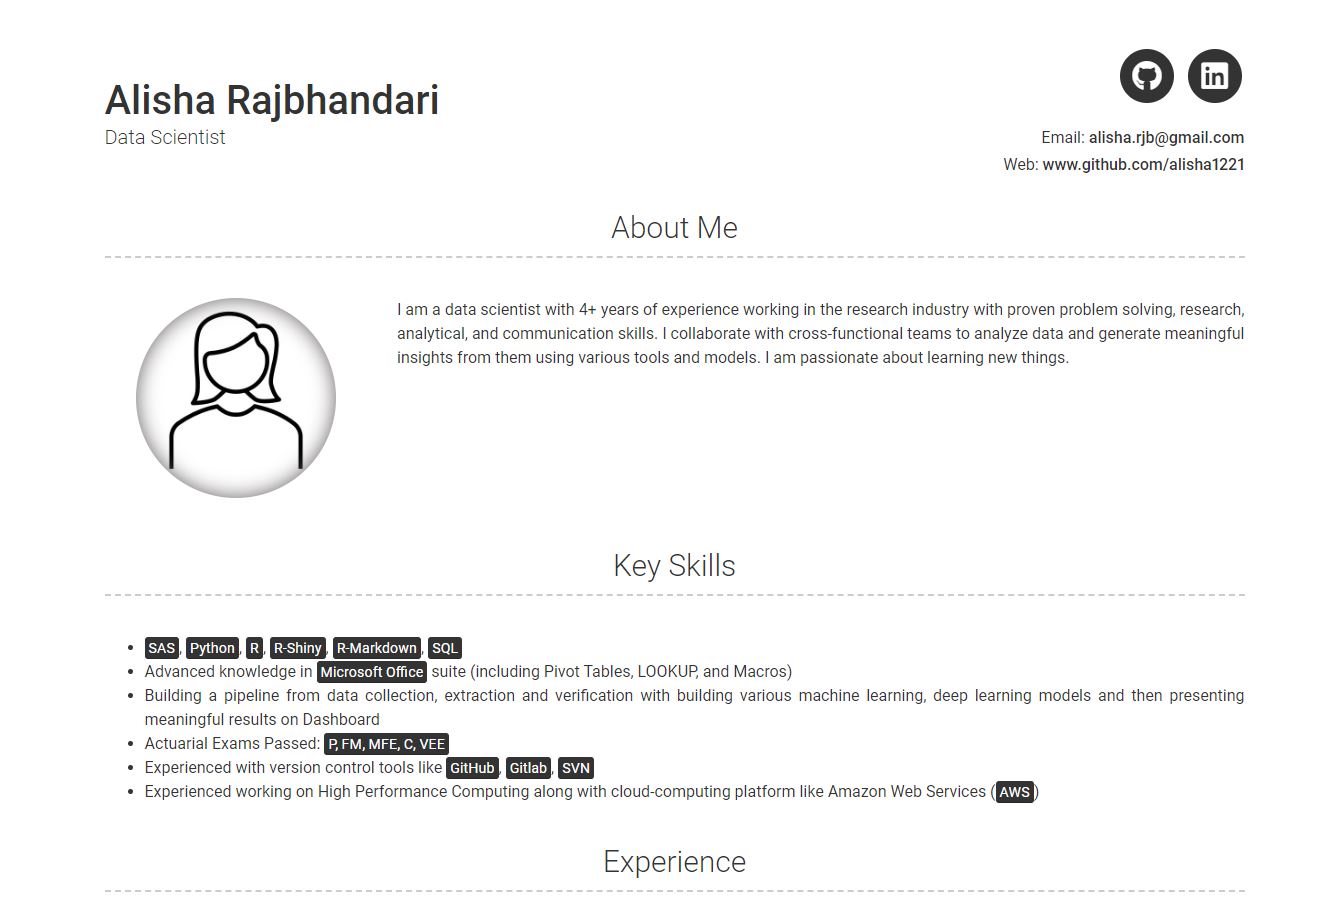 Alisha Rajbhandari
Data Scientist
in
Email: alisha.rjb@gmail.com
Web: www.github.com/alisha1221
About Me
I am a data scientist with 4+ years of experience working in the research industry with proven problem solving, research,
analytical, and communication skills. I collaborate with cross-functional teams to analyze data and generate meaningful
insights from them using various tools and models. I am passionate about learning new things.
Key Skills
• SAS, Python, R, R-Shiny, R-Markdown, SQL
• Advanced knowledge in Microsoft Office suite (including Pivot Tables, LOOKUP, and Macros)
• Building a pipeline from data collection, extraction and verification with building various machine learning, deep learning models and then presenting
meaningful results on Dashboard
• Actuarial Exams Passed: P, FM, MFE, C, VEE
• Experienced with version control tools like GitHub, Gitlab, SVN
• Experienced working on High Performance Computing along with cloud-computing platform like Amazon Web Services (AWS)
Experience